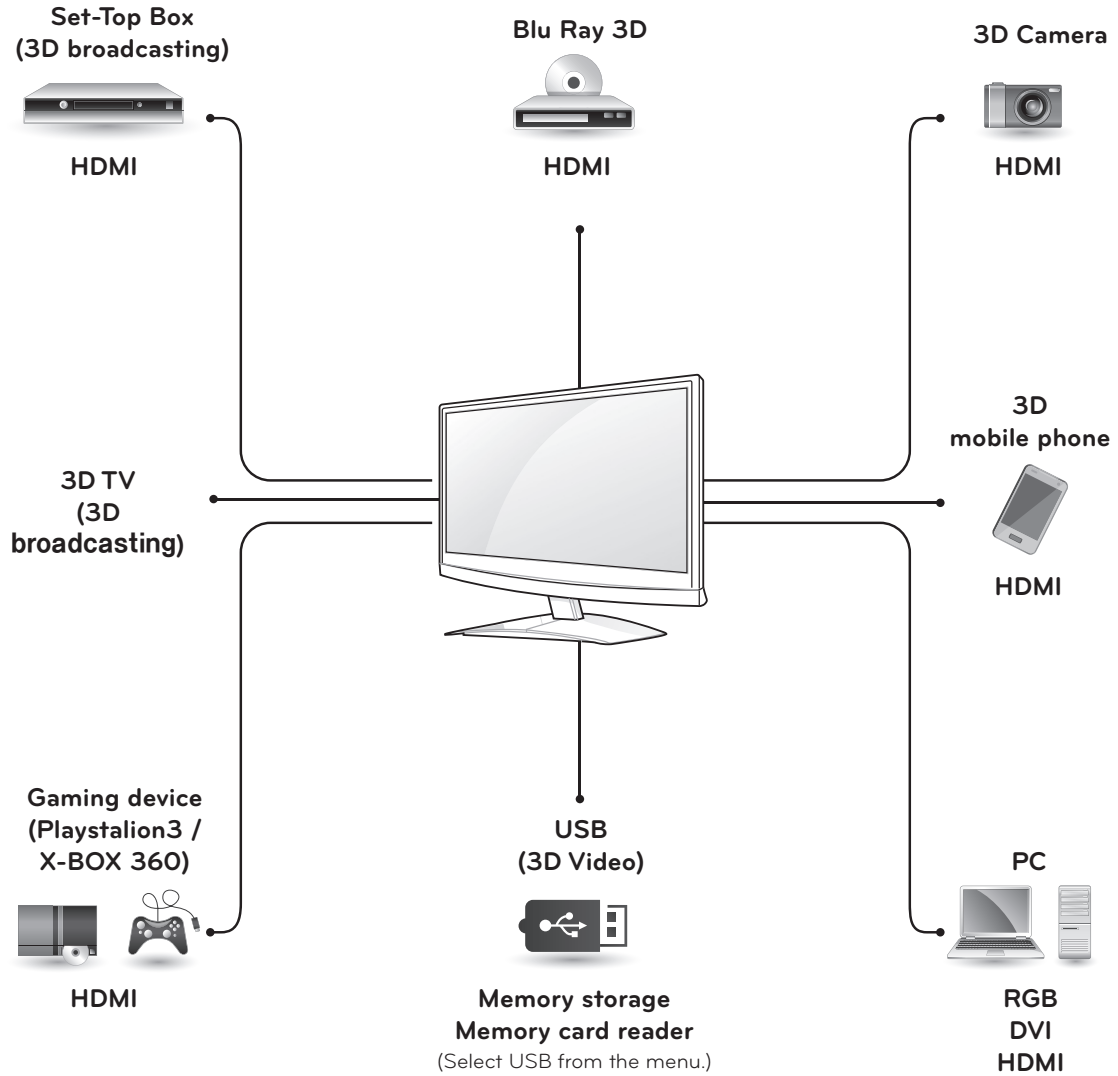 Set-Top Box
(3D broadcasting)
HDMI
Blu Ray 3D
HDMI
3D Camera
HDMI
3D TV
(3D
broadcasting)
3D
mobile phone
HDMI
Gaming device
(Playstalion3 /
X-BOX 360)
HDMI
USB
(3D Video)
Memory storage
Memory card reader
(Select USB from the menu.)
PC
RGB
DVI
HDMI